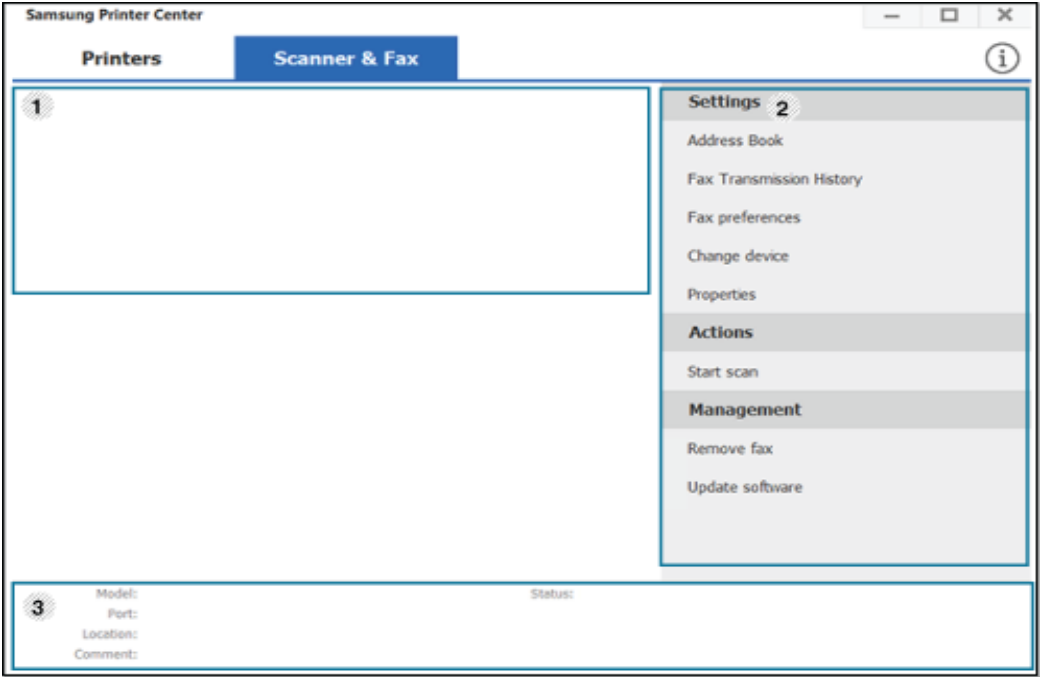 Samsung Printer Center
Printers
Scanner & Fax
1
Settings 2
Address Book
Fax Transmission History
Fax preferences
Change device
Properties
Actions
Start scan
Management
Remove fax
Update software
3
Model:
Status:
Port:
Location:
Comment: